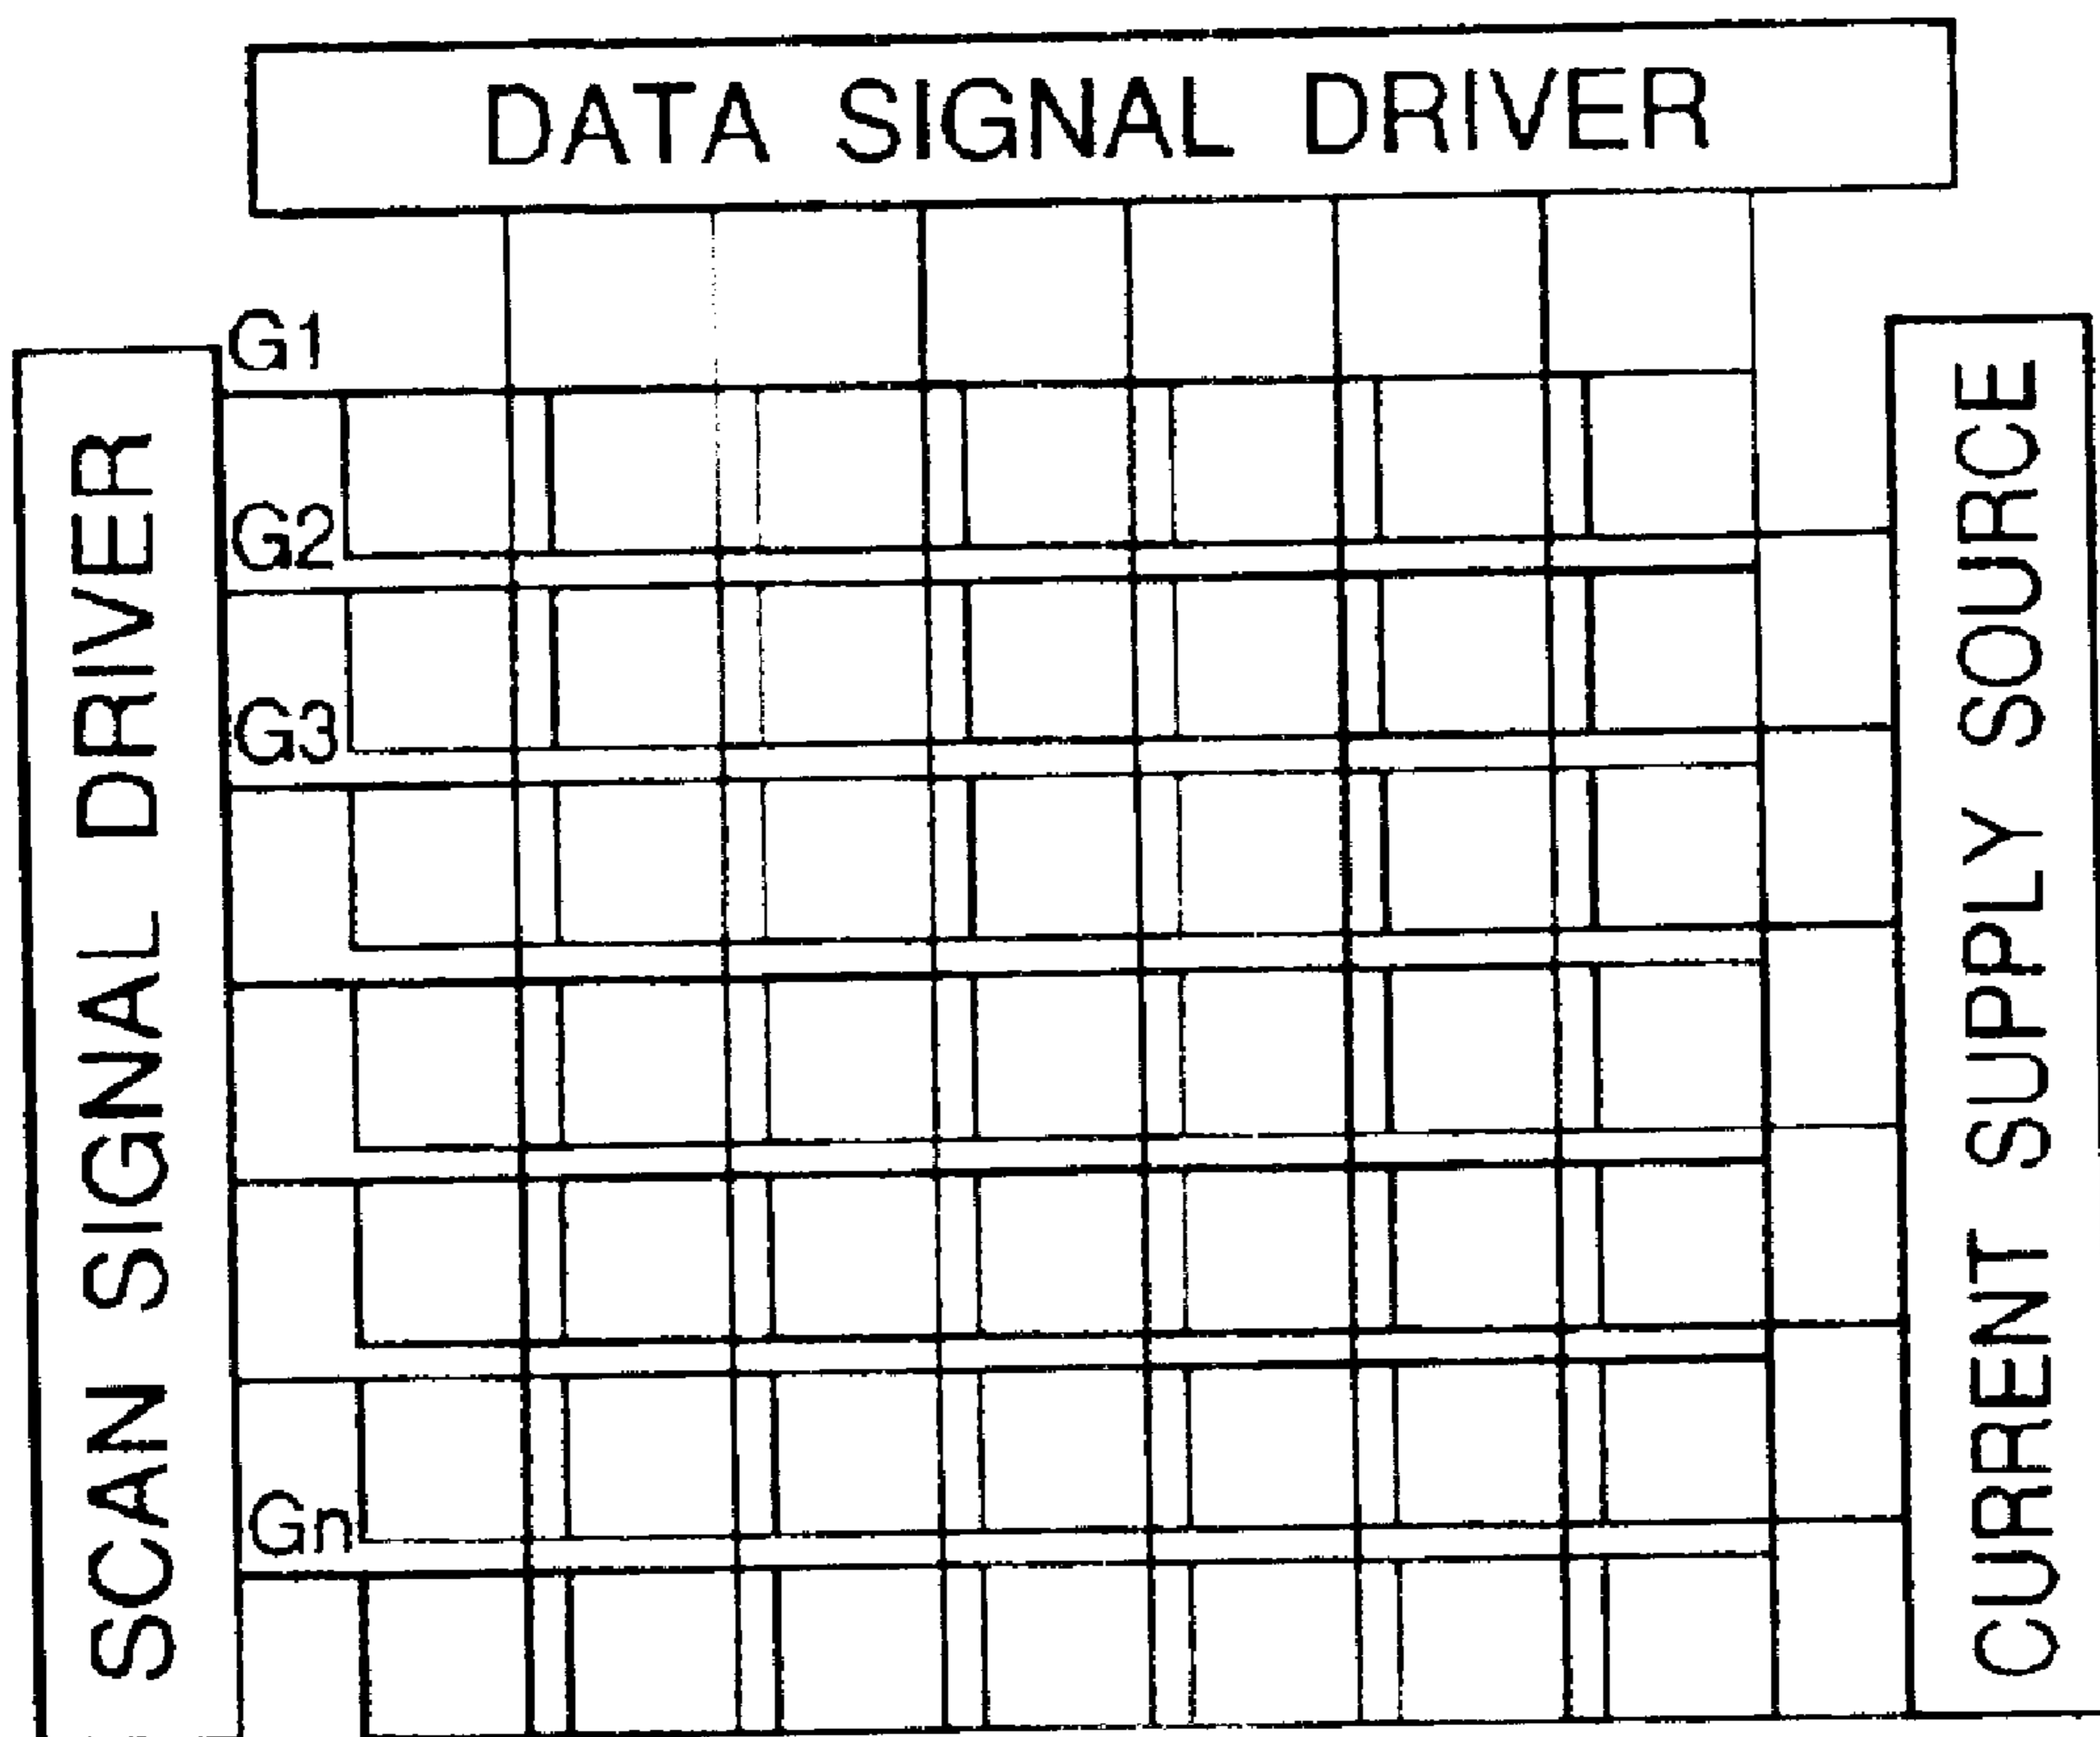 DATA SIGNAL DRIVER
SCAN SIGNAL DRIVER
G1
G2
G3
Gn
CURRENT SUPPLY SOURCE